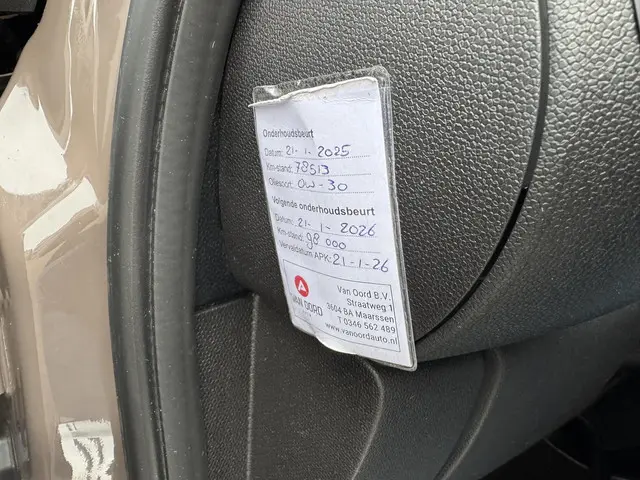 Onderhoudsbeurt
Datum: 21-1-2025
Km-stand: 78513
Oliesoort: 0W-30
Volgende onderhoudsbeurt
Datum: 21-1-2026
Km-stand: 98 000
Vervaldatum APK: 21-1-26
A
VAN OORD
Van Oord B.V.
Straatweg 1
3604 BA Maarssen
T 0346 562 489
www.vanoordauto.nl